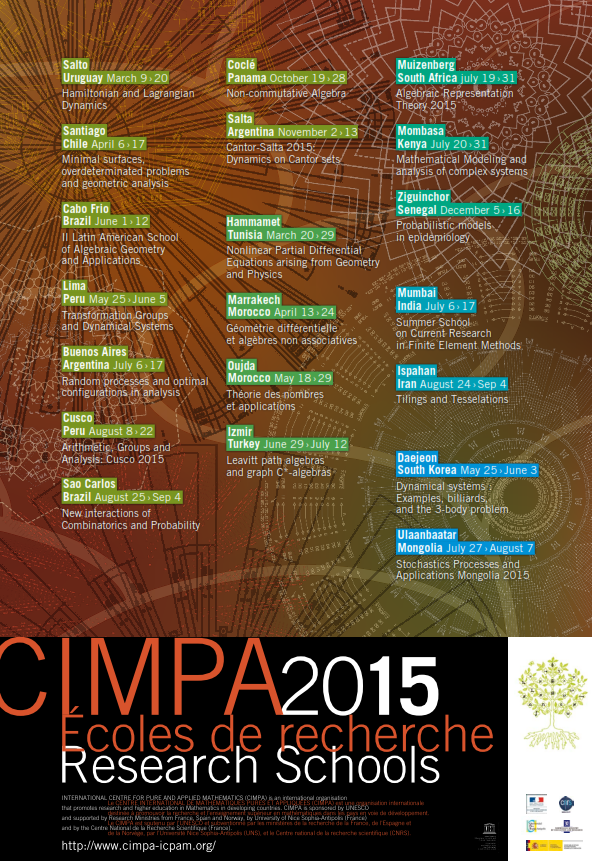 Salto
Uruguay March 9›20
Hamiltonian and Lagrangian
Dynamics
Santiago
Chile April 6›17
Minimal surfaces,
overdetermined problems
and geometric analysis
Cabo Frio
Brazil June 1›12
II Latin American School
of Algebraic Geometry
and Applications
Lima
Peru May 25›June 5
Transformation Groups
and Dynamical Systems
Buenos Aires
Argentina July 6›17
Random processes and optimal
configurations in analysis
Cusco
Peru August 8›22
Arithmetic, Groups and
Analysis: Cusco 2015
Sao Carlos
Brazil August 25›Sep 4
New interactions of
Combinatorics and Probability
Coclé
Panama October 19›28
Non-commutative Algebra
Salta
Argentina November 2›13
Cantor-Salta 2015:
Dynamics on Cantor sets
Hammamet
Tunisia March 20›29
Nonlinear Partial Differential
Equations arising from Geometry
and Physics
Marrakech
Morocco April 13›24
Géométrie différentielle
et algèbres non associatives
Oujda
Morocco May 18›29
Théorie des nombres
et applications
Izmir
Turkey June 29›July 12
Leavitt path algebras
and graph C*-algebras
Muizenberg
South Africa july 19›31
Algebraic Representation
Theory 2015
Mombasa
Kenya July 20›31
Mathematical Modeling and
analysis of complex systems
Ziguinchor
Senegal December 5›16
Probabilistic models
in epidemiology
Mumbai
India July 6›17
Summer School
on Current Research
in Finite Element Methods
Ispahan
Iran August 24›Sep 4
Tilings and Tesselations
Daejeon
South Korea May 25›June 3
Dynamical systems :
Examples, billiards,
and the 3-body problem
Ulaanbaatar
Mongolia July 27›August 7
Stochastics Processes and
Applications Mongolia 2015
CIMPA2015
Écoles de recherche
Research Schools
INTERNATIONAL CENTRE FOR PURE AND APPLIED MATHEMATICS (CIMPA) is an international organisation
Le CENTRE INTERNATIONAL DE MATHÉMATIQUES PURES ET APPLIQUÉES (CIMPA) est une organisation internationale
that promotes research and higher education in Mathematics in developing countries. CIMPA is sponsored by UNESCO
destinée à promouvoir la recherche et l'enseignement supérieur en mathématiques dans les pays en voie de développement.
and supported by Research Ministries from France, Spain and Norway, by University of Nice Sophia-Antipolis (France)
Le CIMPA est soutenu par l'UNESCO et subventionné par les ministères de la recherche de la France, de l'Espagne et
and by the Centre National de la Recherche Scientifique (France).
de la Norvège, par l'Université Nice Sophia-Antipolis (UNS), et le Centre national de la recherche scientifique (CNRS).
http://www.cimpa-icpam.org/